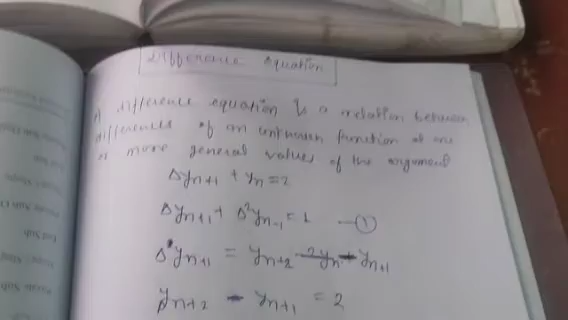 Difference equation
A difference equation is a relation between
differences of an unknown function at one
or more general values of the argument
Δyn+1 + yn = 2
Δyn+1 + Δ²yn-1 = 1 —①
Δyn+1 = yn+2 - yn+1
yn+2 - yn+1 = 2